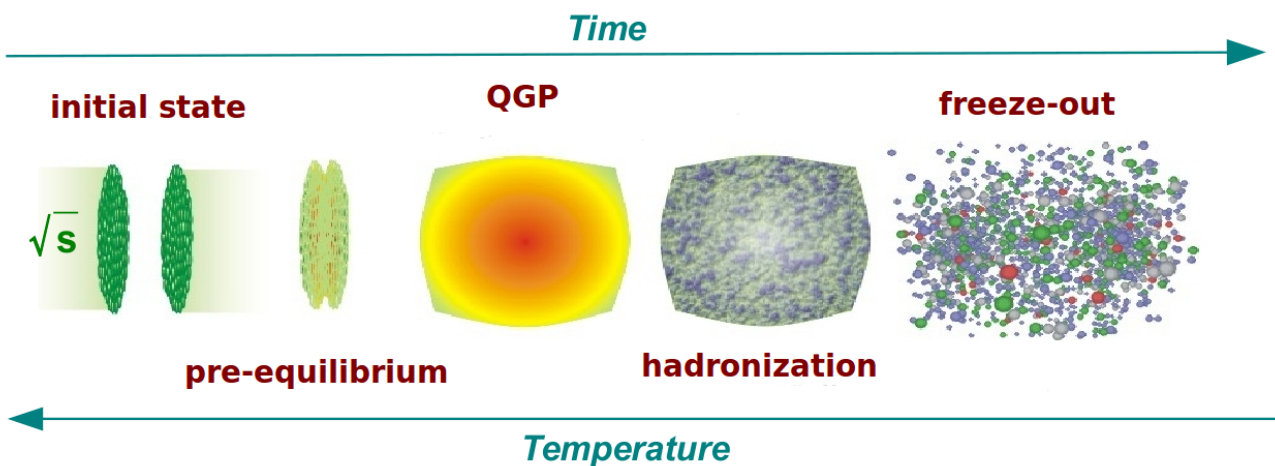 Time
initial state
QGP
freeze-out
√s
pre-equilibrium
hadronization
Temperature